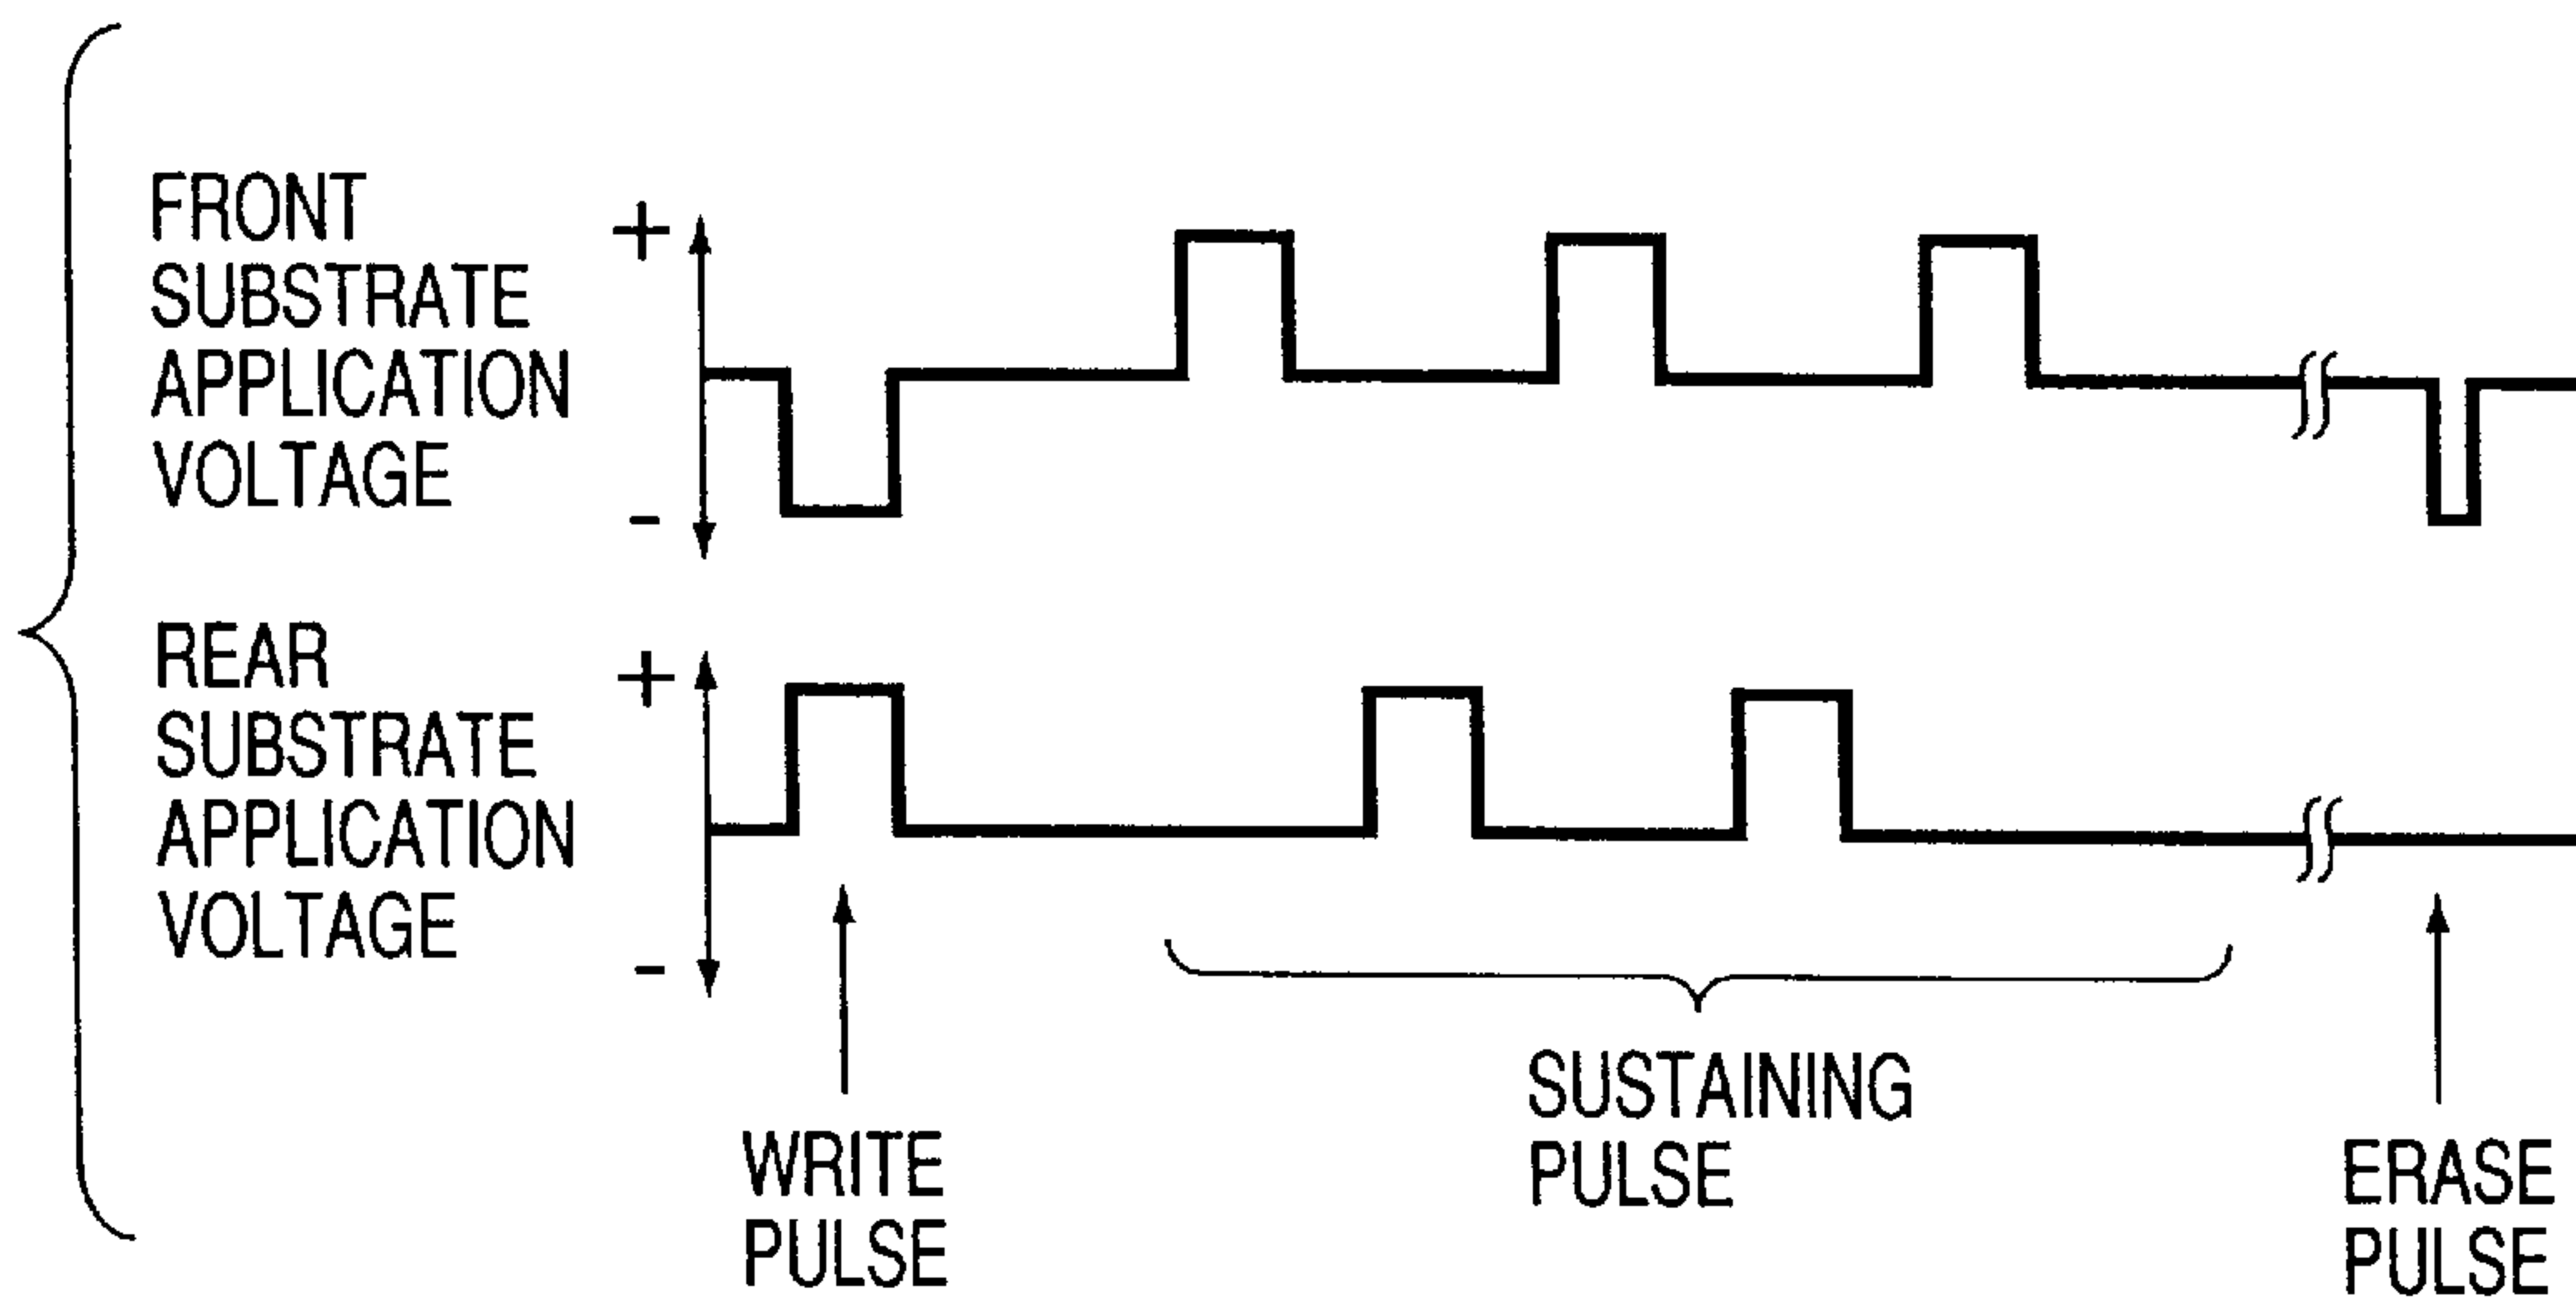 FRONT
SUBSTRATE
APPLICATION
VOLTAGE
+
-
REAR
SUBSTRATE
APPLICATION
VOLTAGE
+
-
WRITE
PULSE
SUSTAINING
PULSE
ERASE
PULSE